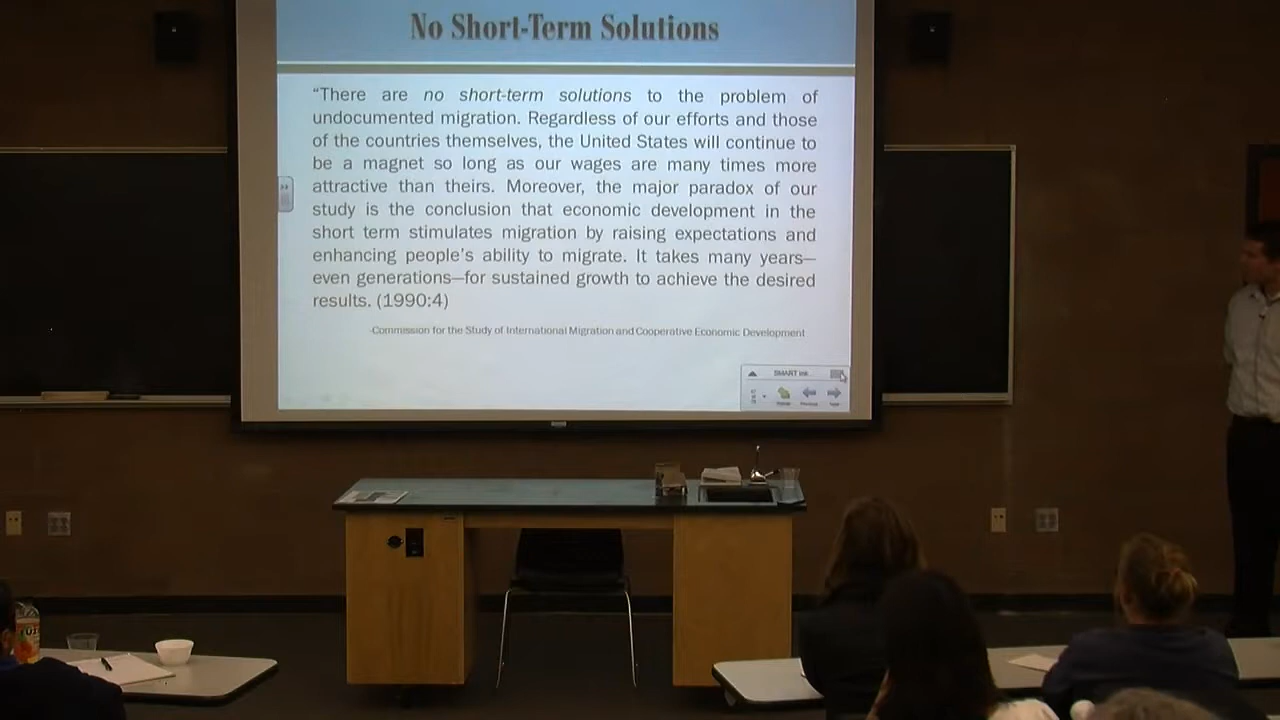 No Short-Term Solutions
“There are no short-term solutions to the problem of
undocumented migration. Regardless of our efforts and those
of the countries themselves, the United States will continue to
be a magnet so long as our wages are many times more
attractive than theirs. Moreover, the major paradox of our
study is the conclusion that economic development in the
short term stimulates migration by raising expectations and
enhancing people’s ability to migrate. It takes many years—
even generations—for sustained growth to achieve the desired
results. (1990:4)
-Commission for the Study of International Migration and Cooperative Economic Development
SMART Ink...